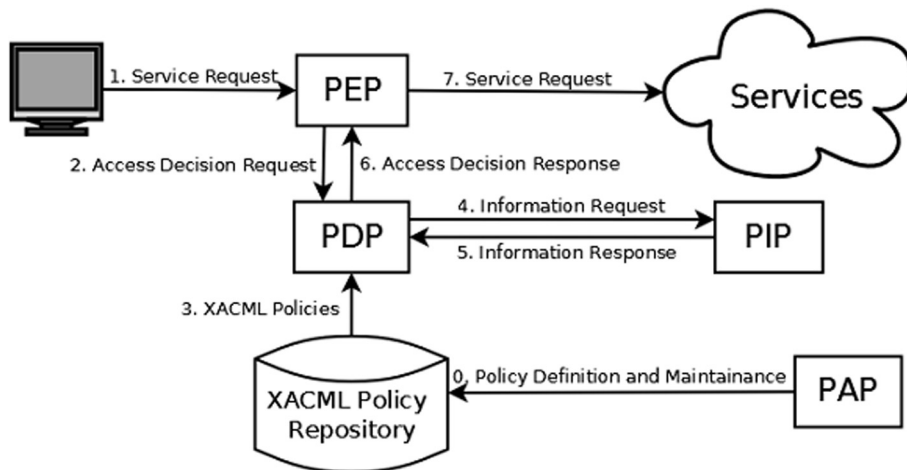 1. Service Request
PEP
7. Service Request
Services
2. Access Decision Request
6. Access Decision Response
PDP
4. Information Request
5. Information Response
PIP
3. XACML Policies
XACML Policy
Repository
0. Policy Definition and Maintainance
PAP